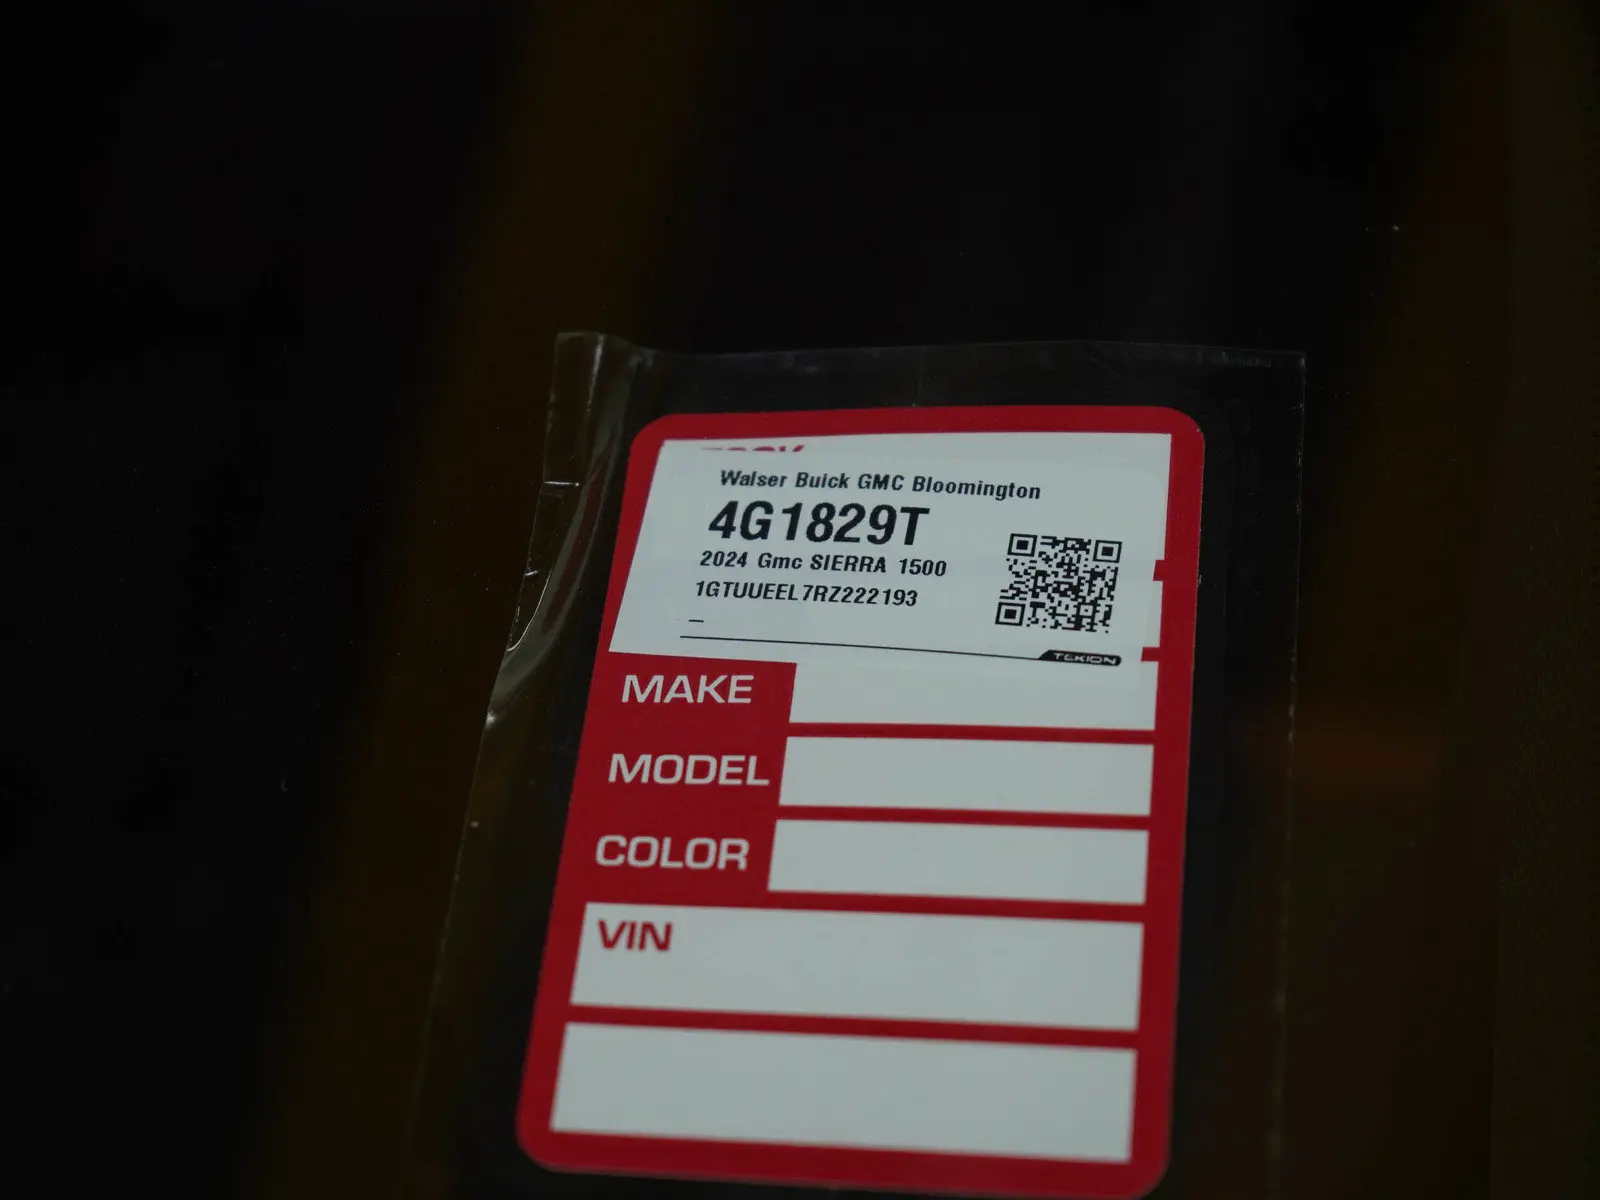 Walser Buick GMC Bloomington
4G1829T
2024 Gmc SIERRA 1500
1GTUUEEL7RZ222193
–
TEKION
MAKE
MODEL
COLOR
VIN